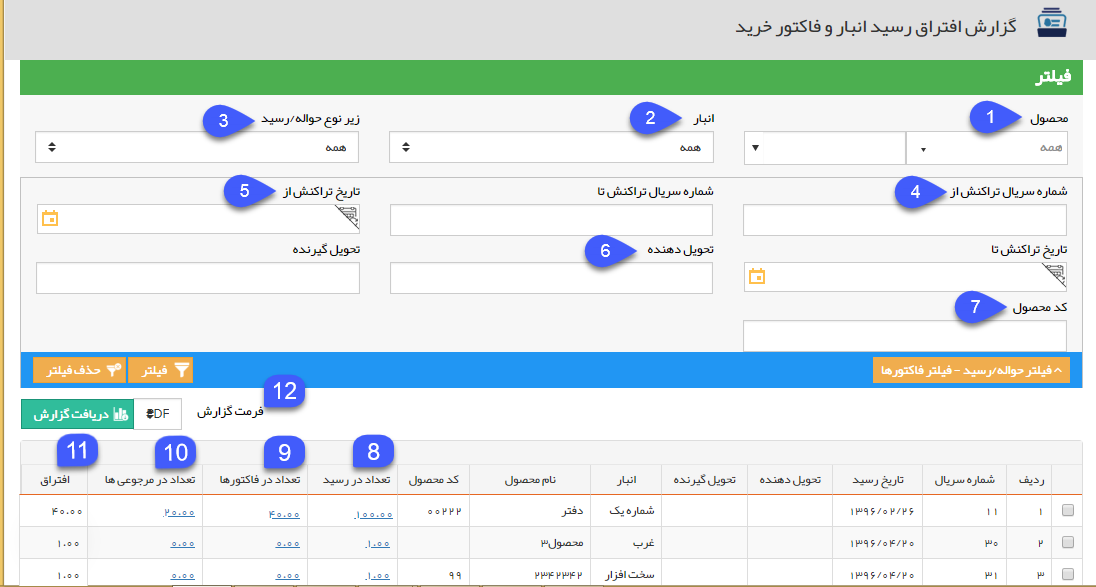 گزارش افتراق رسید انبار و فاکتور خرید
فیلتر
محصول 1 انبار 2 زیر نوع حواله/رسید 3
همه همه همه
شماره سریال تراکنش از 4 شماره سریال تراکنش تا تاریخ تراکنش از 5
تاریخ تراکنش تا تحویل دهنده 6 تحویل گیرنده
کد محصول 7
فیلتر حواله/رسید - فیلتر فاکتورها فیلتر حذف فیلتر
12 فرمت گزارش PDF دریافت گزارش
8 9 10 11
ردیف شماره سریال تاریخ رسید تحویل دهنده تحویل گیرنده انبار نام محصول کد محصول تعداد در رسید تعداد در فاکتورها تعداد در مرجوعی ها افتراق
۱ ۱۱ ۱۳۹۶/۰۲/۲۶ شماره یک دفتر ۰۰۲۲۲ ۱۰۰.۰۰ ۴۰.۰۰ ۲۰.۰۰ ۴۰.۰۰
۲ ۳۰ ۱۳۹۶/۰۴/۲۰ غرب محصول۳ ۱.۰۰ ۰.۰۰ ۰.۰۰ ۱.۰۰
۳ ۳۱ ۱۳۹۶/۰۴/۲۰ سخت افزار ۲۳۴۲۳۴۲ ۹۹ ۱.۰۰ ۰.۰۰ ۰.۰۰ ۱.۰۰